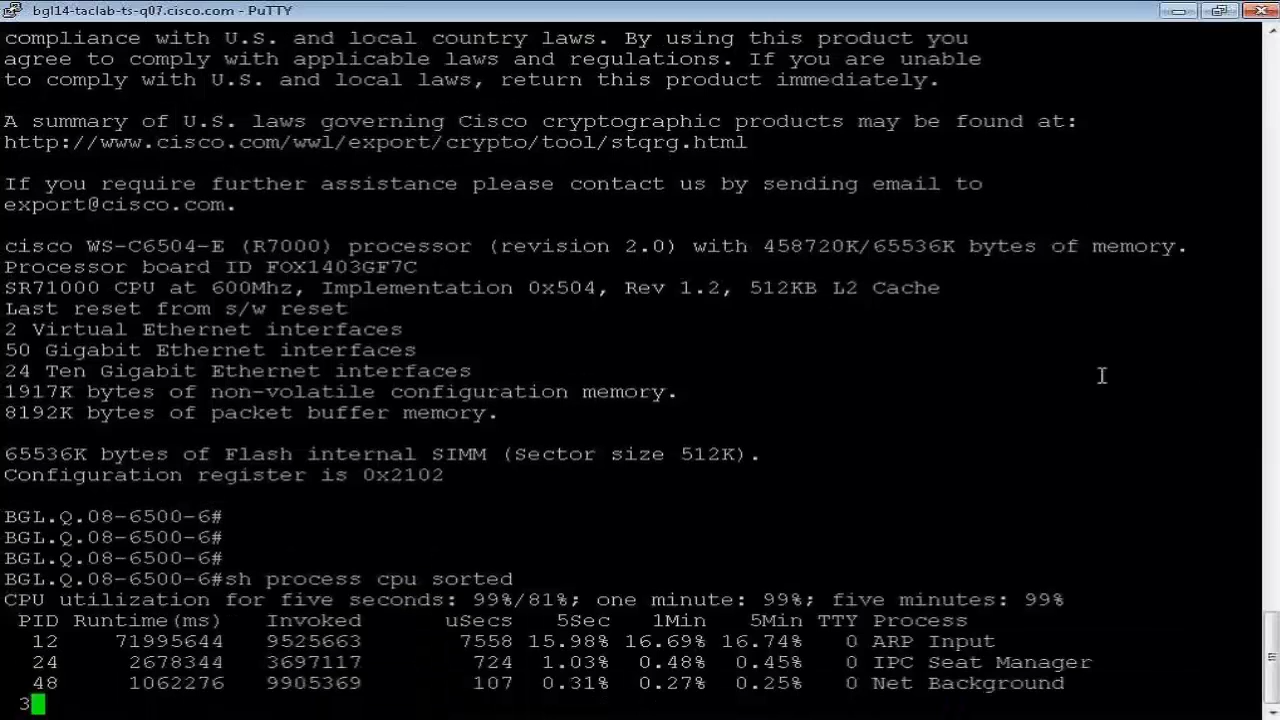 bgl14-taclab-ts-q07.cisco.com - PuTTY
compliance with U.S. and local country laws. By using this product you
agree to comply with applicable laws and regulations. If you are unable
to comply with U.S. and local laws, return this product immediately.
A summary of U.S. laws governing Cisco cryptographic products may be found at:
http://www.cisco.com/wwl/export/crypto/tool/stqrg.html
If you require further assistance please contact us by sending email to
export@cisco.com.
cisco WS-C6504-E (R7000) processor (revision 2.0) with 458720K/65536K bytes of memory.
Processor board ID FOX1403GF7C
SR71000 CPU at 600Mhz, Implementation 0x504, Rev 1.2, 512KB L2 Cache
Last reset from s/w reset
2 Virtual Ethernet interfaces
50 Gigabit Ethernet interfaces
24 Ten Gigabit Ethernet interfaces
1917K bytes of non-volatile configuration memory.
8192K bytes of packet buffer memory.
65536K bytes of Flash internal SIMM (Sector size 512K).
Configuration register is 0x2102
BGL.Q.08-6500-6#
BGL.Q.08-6500-6#
BGL.Q.08-6500-6#
BGL.Q.08-6500-6#sh process cpu sorted
CPU utilization for five seconds: 99%/81%; one minute: 99%; five minutes: 99%
PID Runtime(ms) Invoked uSecs 5Sec 1Min 5Min TTY Process
12 71995644 9525663 7558 15.98% 16.69% 16.74% 0 ARP Input
24 2678344 3697117 724 1.03% 0.48% 0.45% 0 IPC Seat Manager
48 1062276 9905369 107 0.31% 0.27% 0.25% 0 Net Background
3